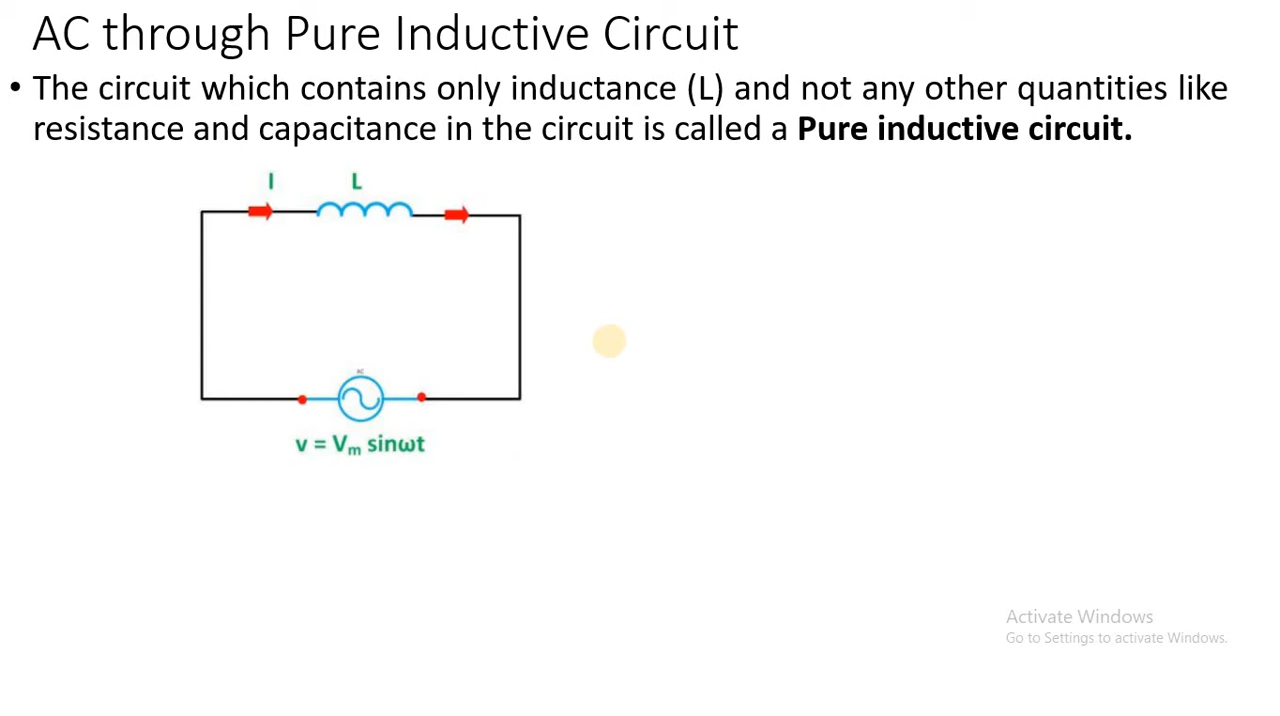 AC through Pure Inductive Circuit
• The circuit which contains only inductance (L) and not any other quantities like
resistance and capacitance in the circuit is called a Pure inductive circuit.
I L
AC
v = Vₘ sinωt
Activate Windows
Go to Settings to activate Windows.